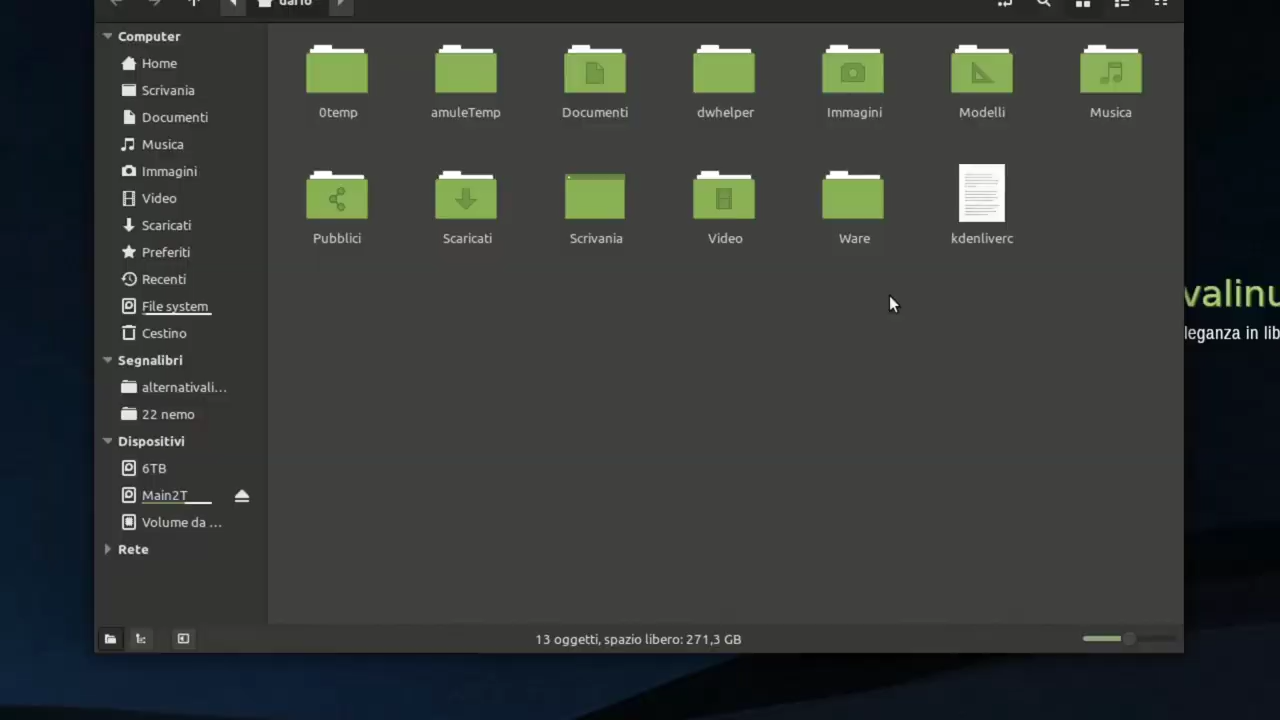 dario
Computer
Home
Scrivania
Documenti
Musica
Immagini
Video
Scaricati
Preferiti
Recenti
File system
Cestino
Segnalibri
alternativali...
22 nemo
Dispositivi
6TB
Main2T
Volume da ...
Rete
0temp
amuleTemp
Documenti
dwhelper
Immagini
Modelli
Musica
Pubblici
Scaricati
Scrivania
Video
Ware
kdenliverc
13 oggetti, spazio libero: 271,3 GB
valinu
leganza in lib